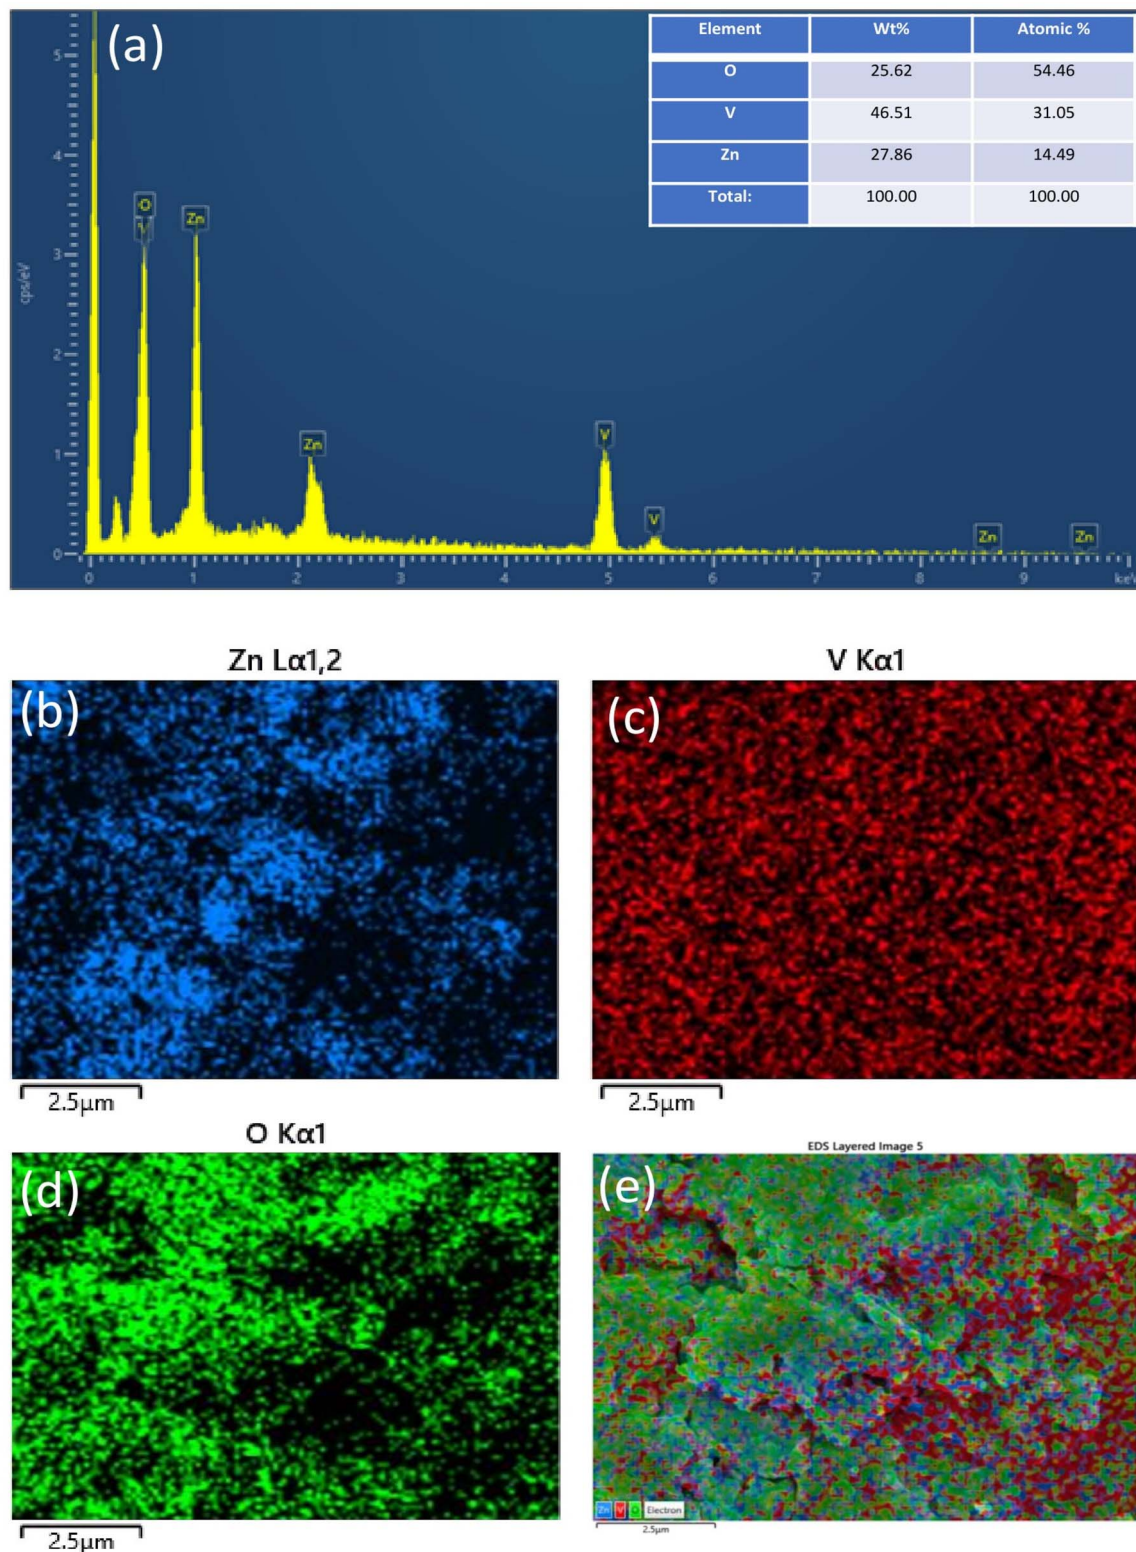 (a)
Element Wt% Atomic %
O 25.62 54.46
V 46.51 31.05
Zn 27.86 14.49
Total: 100.00 100.00
5
4
3
2
1
0
cps/eV
O
V
Zn
Zn
V
V
Zn
Zn
0 1 2 3 4 5 6 7 8 9 keV
Zn Lα1,2
V Kα1
(b)
(c)
2.5μm
2.5μm
O Kα1
EDS Layered Image 5
(d)
(e)
Zn V O Electron
2.5μm
2.5μm